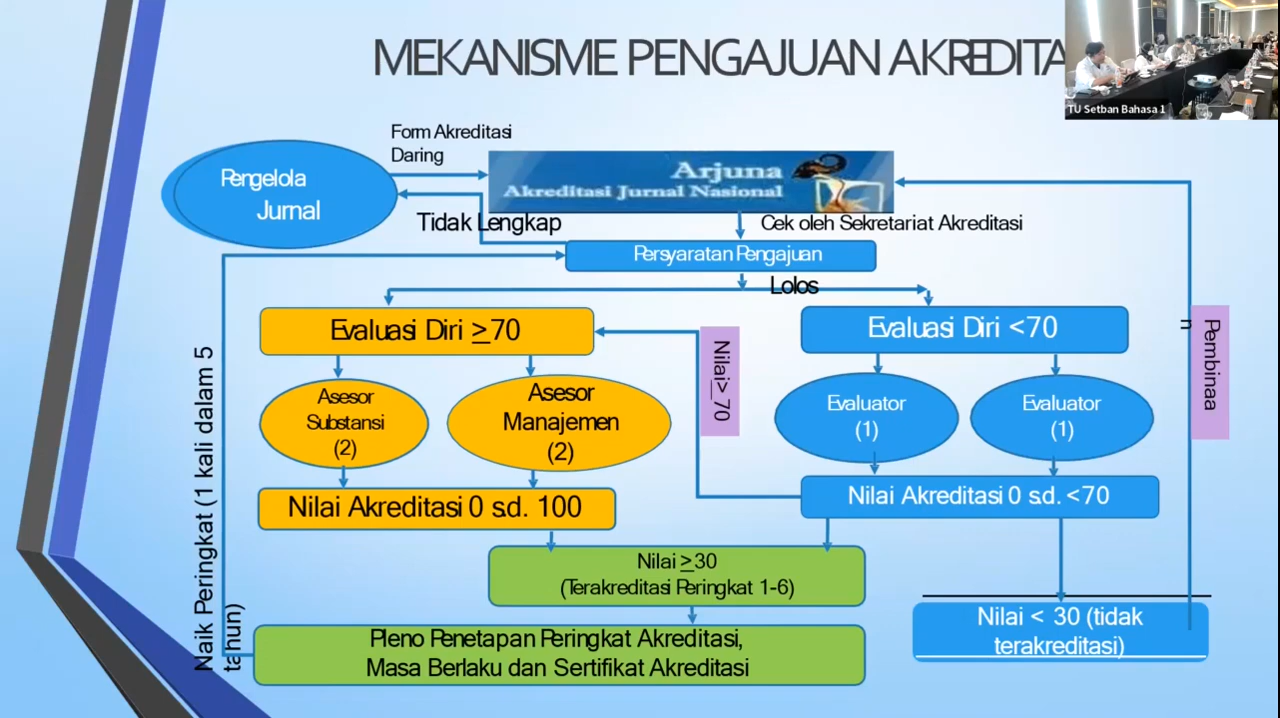 MEKANISME PENGAJUAN AKREDITA
TU Setban Bahasa 1
Form Akreditasi
Daring
Pengelola
Jurnal
Arjuna
Akreditasi Jurnal Nasional
Tidak Lengkap
Cek oleh Sekretariat Akreditasi
Persyaratan Pengajuan
Lolos
Evaluasi Diri ≥70
Evaluasi Diri <70
Nilai≥ 70
Pembinaa
n
Asesor
Substansi
(2)
Asesor
Manajemen
(2)
Evaluator
(1)
Evaluator
(1)
Nilai Akreditasi 0 s.d. 100
Nilai Akreditasi 0 s.d. <70
Nilai ≥30
(Terakreditasi Peringkat 1-6)
Nilai < 30 (tidak
terakreditasi)
Pleno Penetapan Peringkat Akreditasi,
Masa Berlaku dan Sertifikat Akreditasi
Naik Peringkat (1 kali dalam 5
tahun)